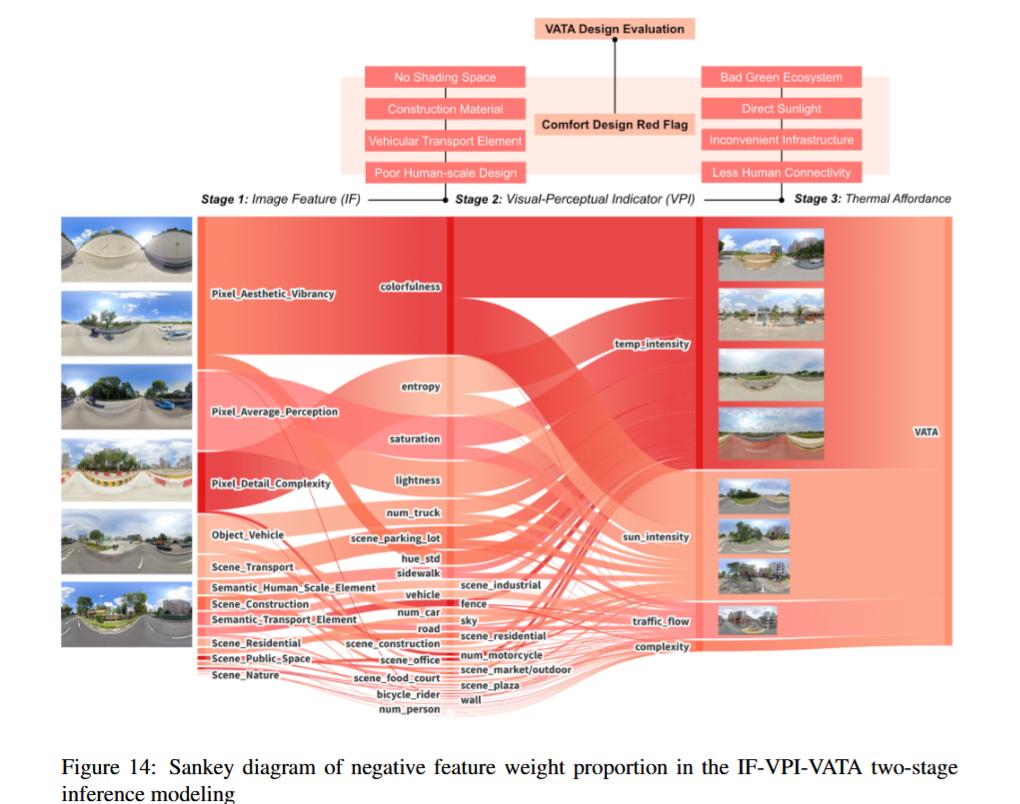 VATA Design Evaluation
No Shading Space
Construction Material
Vehicular Transport Element
Poor Human-scale Design
Comfort Design Red Flag
Bad Green Ecosystem
Direct Sunlight
Inconvenient Infrastructure
Less Human Connectivity
Stage 1: Image Feature (IF)
Stage 2: Visual-Perceptual Indicator (VPI)
Stage 3: Thermal Affordance
Pixel_Aesthetic_Vibrancy
Pixel_Average_Perception
Pixel_Detail_Complexity
Object_Vehicle
Scene_Transport
Semantic_Human_Scale_Element
Scene_Construction
Semantic_Transport_Element
Scene_Residential
Scene_Public-Space
Scene_Nature
colorfulness
entropy
saturation
lightness
num_truck
scene_parking_lot
hue_std
sidewalk
vehicle
num_car
road
scene_construction
scene_office
scene_food_court
bicycle_rider
num_person
scene_industrial
fence
sky
scene_residential
num_motorcycle
scene_market/outdoor
scene_plaza
wall
temp_intensity
sun_intensity
traffic_flow
complexity
VATA
Figure 14: Sankey diagram of negative feature weight proportion in the IF-VPI-VATA two-stage
inference modeling